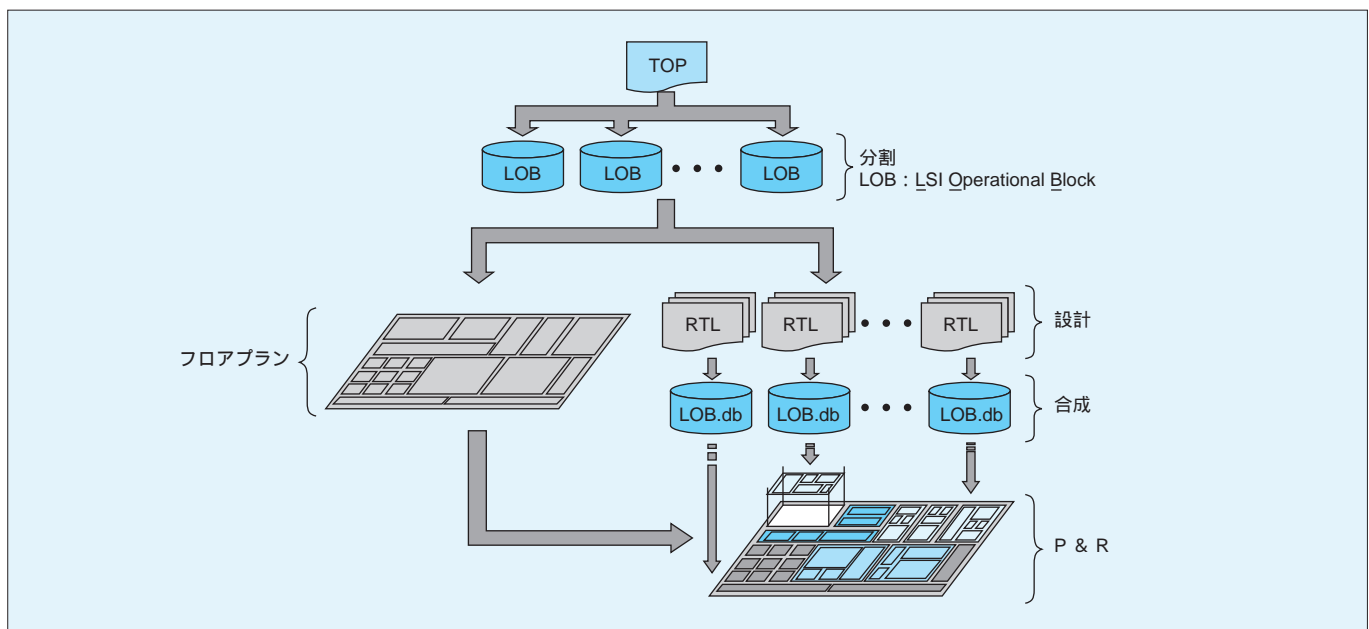 TOP
LOB
LOB
LOB
分割
LOB：LSI Operational Block
フロアプラン
RTL
RTL
RTL
設計
LOB.db
LOB.db
LOB.db
合成
P & R